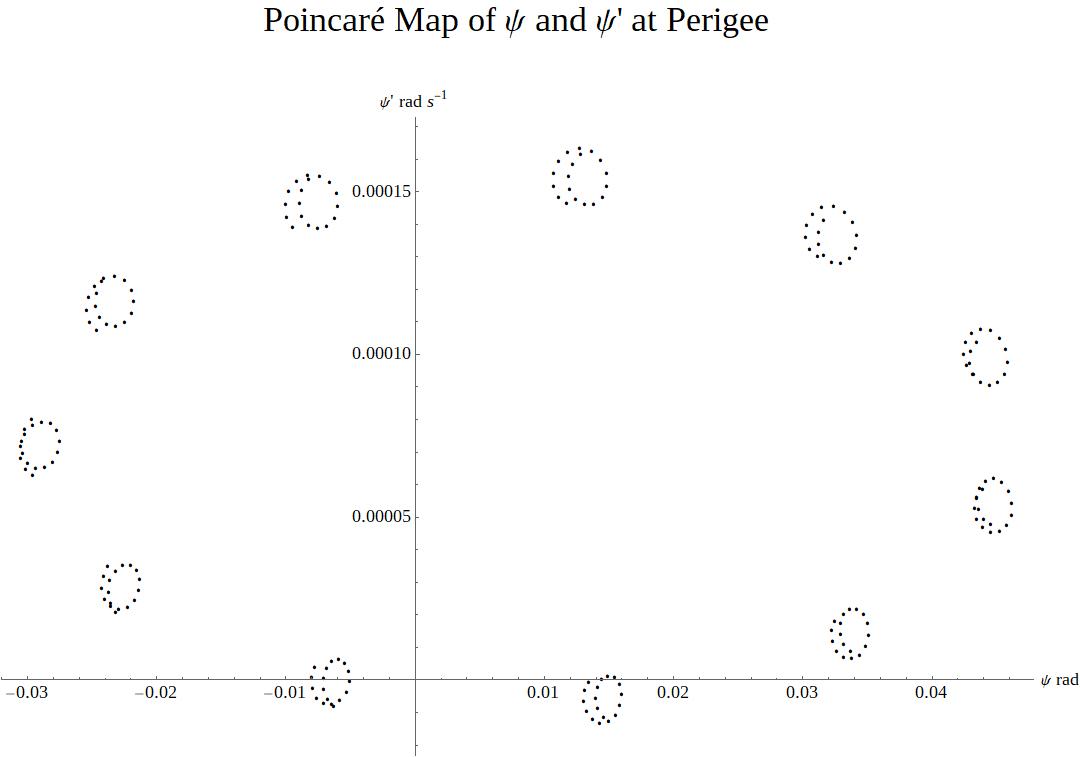 Poincaré Map of ψ and ψ' at Perigee
ψ' rad s⁻¹
0.00015
0.00010
0.00005
−0.03 −0.02 −0.01 0.01 0.02 0.03 0.04 ψ rad